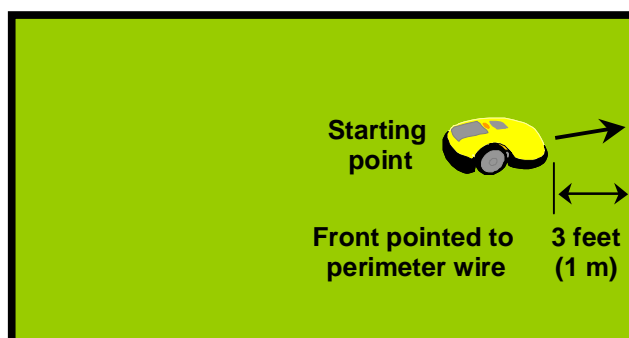 Starting
point
Front pointed to
perimeter wire
3 feet
(1 m)